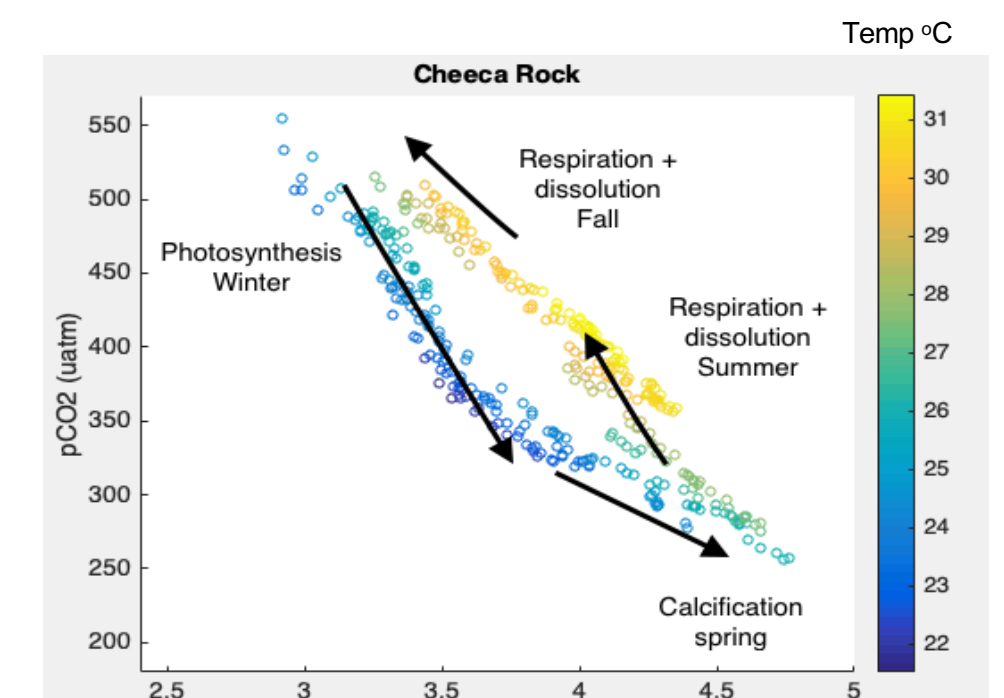 Temp °C
Cheeca Rock
pCO2 (uatm)
550
500
450
400
350
300
250
200
Respiration +
dissolution
Fall
Photosynthesis
Winter
Respiration +
dissolution
Summer
Calcification
spring
31
30
29
28
27
26
25
24
23
22
2.5
3
3.5
4
4.5
5